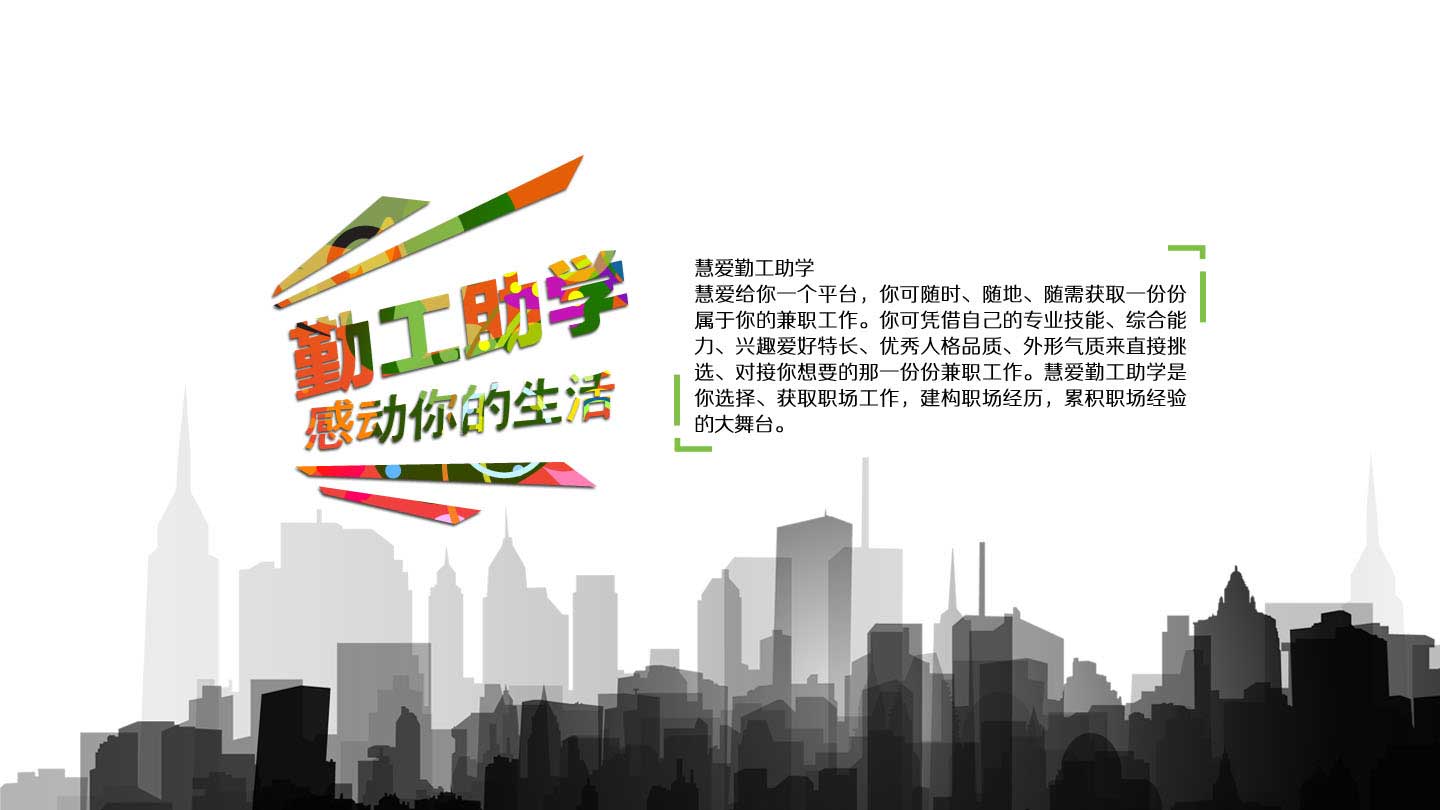 勤工助学
感动你的生活
慧爱勤工助学
慧爱给你一个平台，你可随时、随地、随需获取一份份
属于你的兼职工作。你可凭借自己的专业技能、综合能
力、兴趣爱好特长、优秀人格品质、外形气质来直接挑
选、对接你想要的那一份份兼职工作。慧爱勤工助学是
你选择、获取职场工作，建构职场经历，累积职场经验
的大舞台。